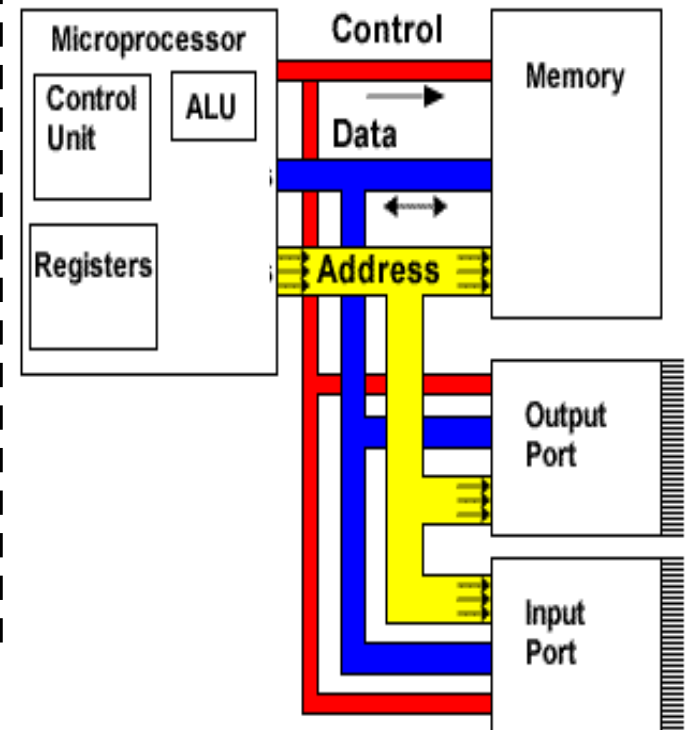 Microprocessor
Control
Unit
ALU
Registers
Control
Data
Address
Memory
Output
Port
Input
Port